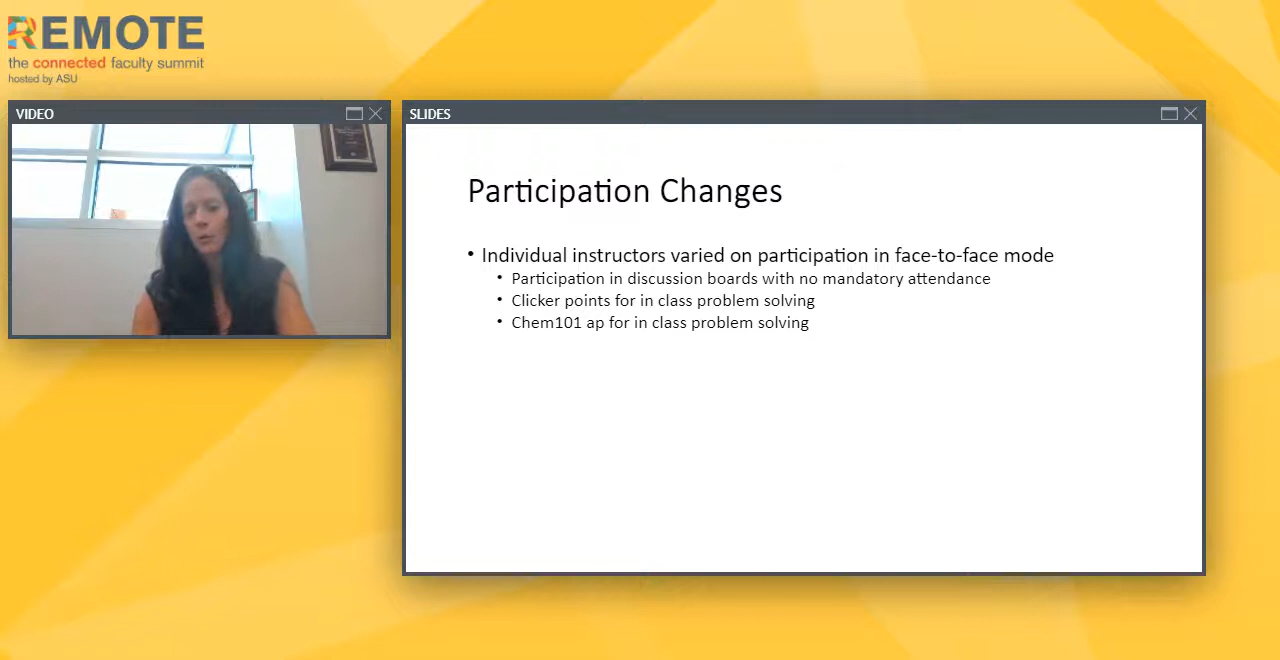 REMOTE
the connected faculty summit
hosted by ASU
VIDEO
SLIDES
Participation Changes
• Individual instructors varied on participation in face-to-face mode
• Participation in discussion boards with no mandatory attendance
• Clicker points for in class problem solving
• Chem101 ap for in class problem solving